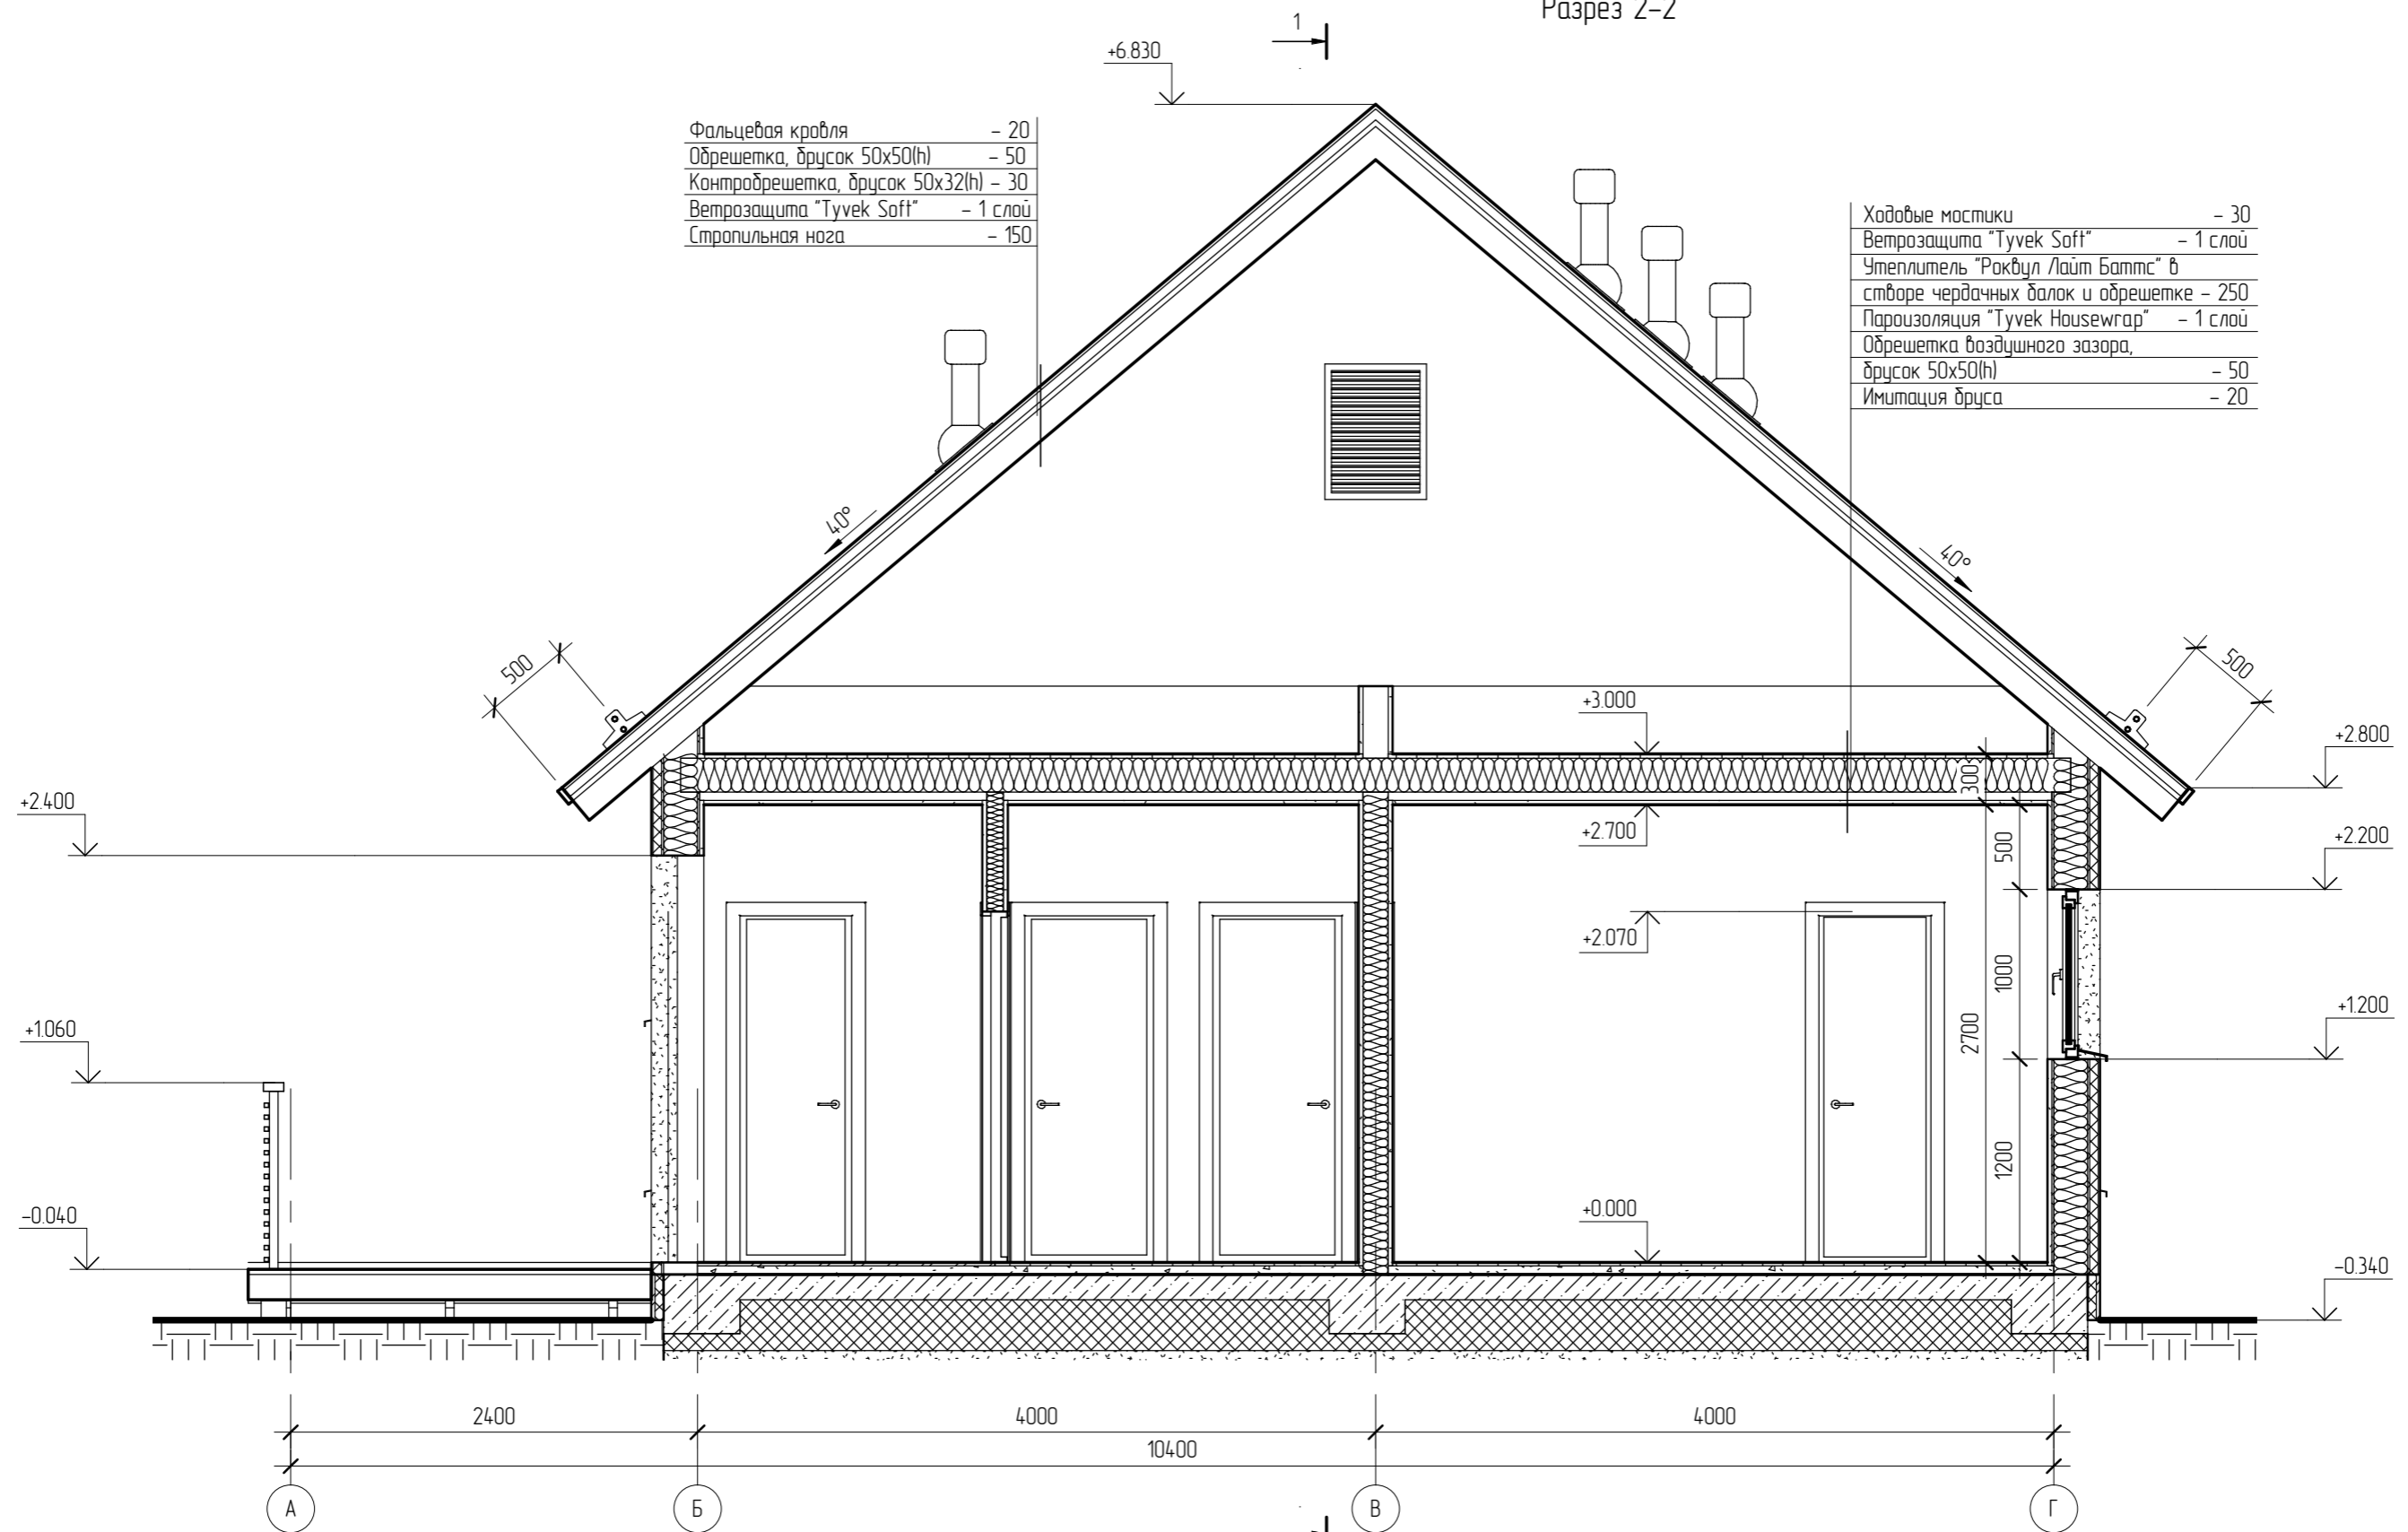 Разрез 2-2
1
+6.830
Фальцевая кровля - 20
Обрешетка, брусок 50х50(h) - 50
Контробрешетка, брусок 50х32(h) - 30
Ветрозащита "Tyvek Soft" - 1 слой
Стропильная нога - 150
Ходовые мостики - 30
Ветрозащита "Tyvek Soft" - 1 слой
Утеплитель "Роквул Лайт Баттс" в
створе чердачных балок и обрешетке - 250
Пароизоляция "Tyvek Housewrap" - 1 слой
Обрешетка воздушного зазора,
брусок 50х50(h) - 50
Имитация бруса - 20
40°
40°
500
500
+3.000
+2.800
300
+2.400
+2.700
+2.200
500
+2.070
1000
+1.060
+1.200
2700
1200
-0.040
+0.000
-0.340
2400
4000
4000
10400
А
Б
В
Г